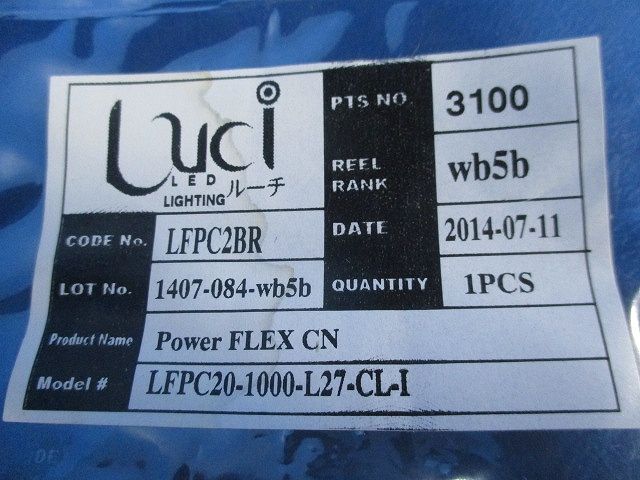 Luci
LED ルーチ
LIGHTING
PTS NO. 3100
REEL RANK wb5b
CODE No. LFPC2BR
DATE 2014-07-11
LOT No. 1407-084-wb5b
QUANTITY 1PCS
Product Name Power FLEX CN
Model # LFPC20-1000-L27-CL-I